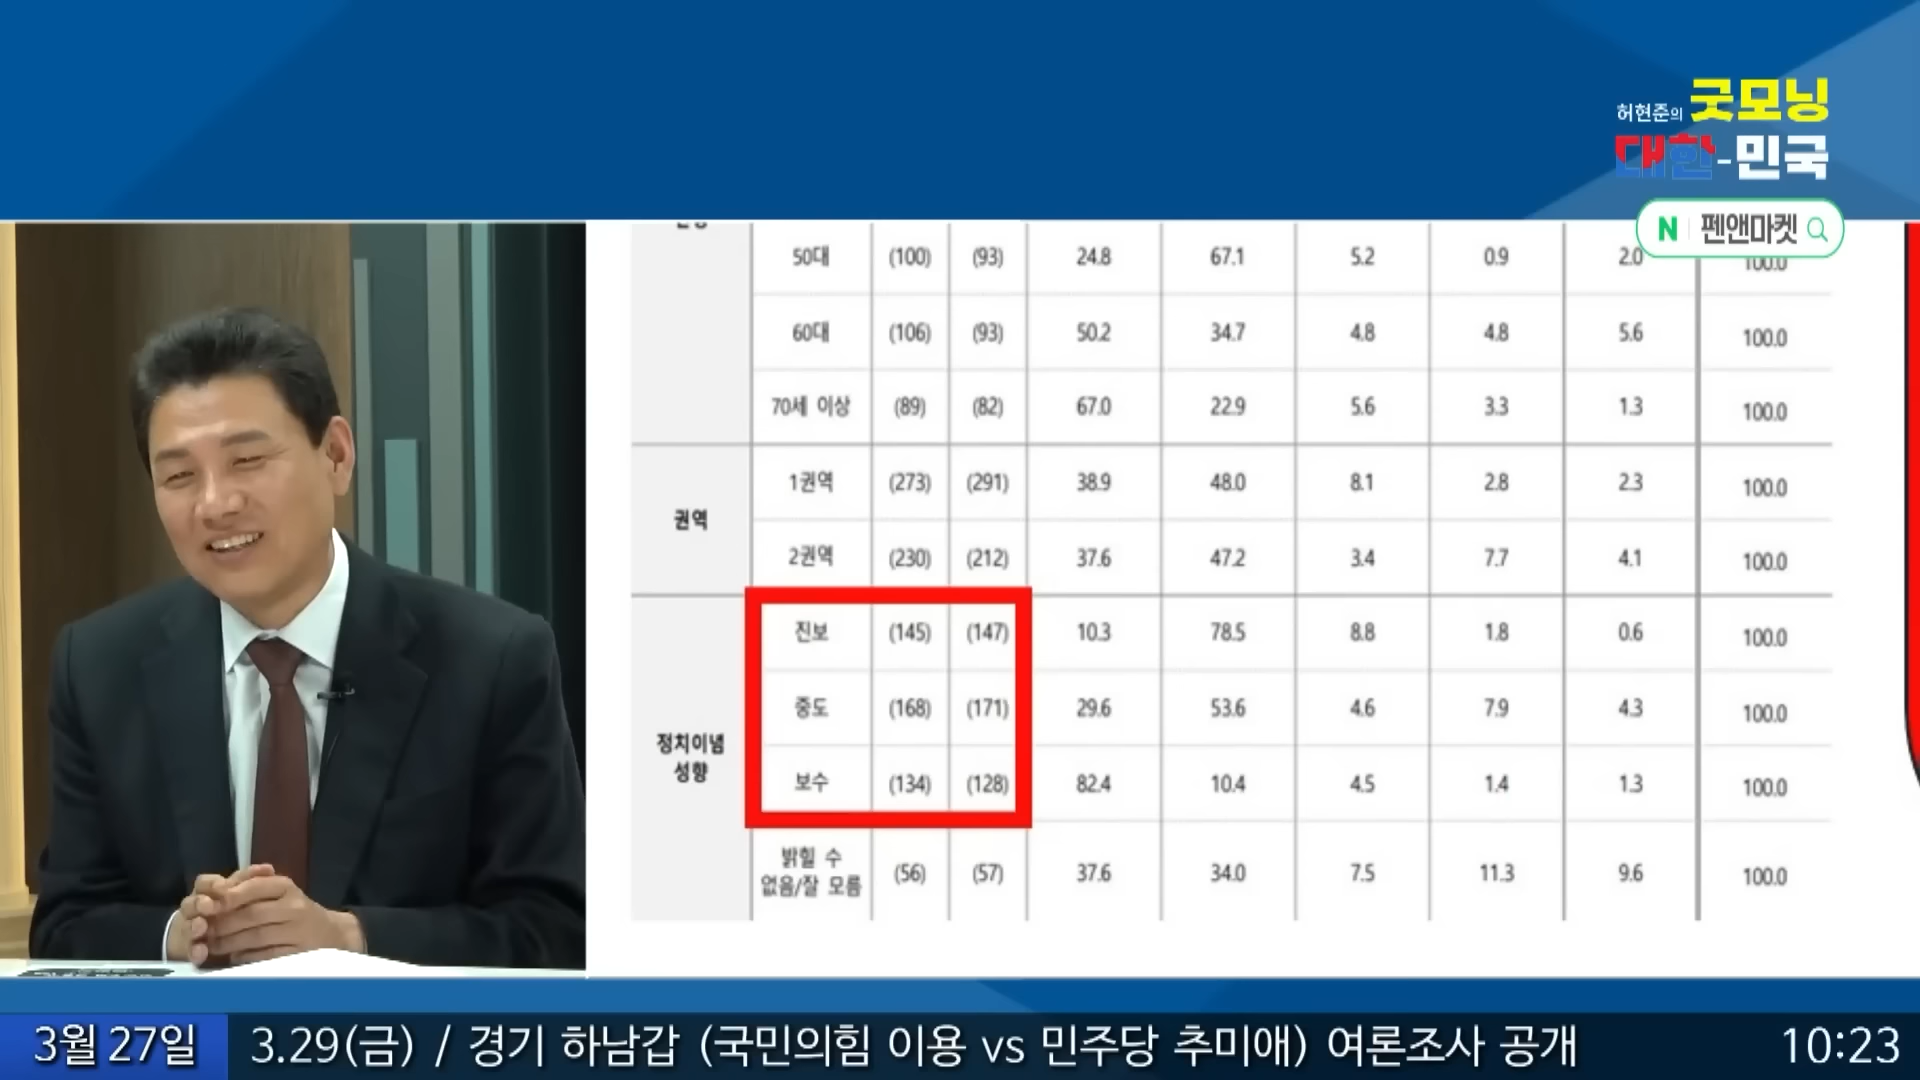 허현준의 굿모닝
대한-민국
N 펜앤마켓
50대 (100) (93) 24.8 67.1 5.2 0.9 2.0 100.0
60대 (106) (93) 50.2 34.7 4.8 4.8 5.6 100.0
70세 이상 (89) (82) 67.0 22.9 5.6 3.3 1.3 100.0
권역
1권역 (273) (291) 38.9 48.0 8.1 2.8 2.3 100.0
2권역 (230) (212) 37.6 47.2 3.4 7.7 4.1 100.0
정치이념
성향
진보 (145) (147) 10.3 78.5 8.8 1.8 0.6 100.0
중도 (168) (171) 29.6 53.6 4.6 7.9 4.3 100.0
보수 (134) (128) 82.4 10.4 4.5 1.4 1.3 100.0
밝힐 수
없음/잘 모름 (56) (57) 37.6 34.0 7.5 11.3 9.6 100.0
3월 27일 3.29(금) / 경기 하남갑 (국민의힘 이용 vs 민주당 추미애) 여론조사 공개 10:23